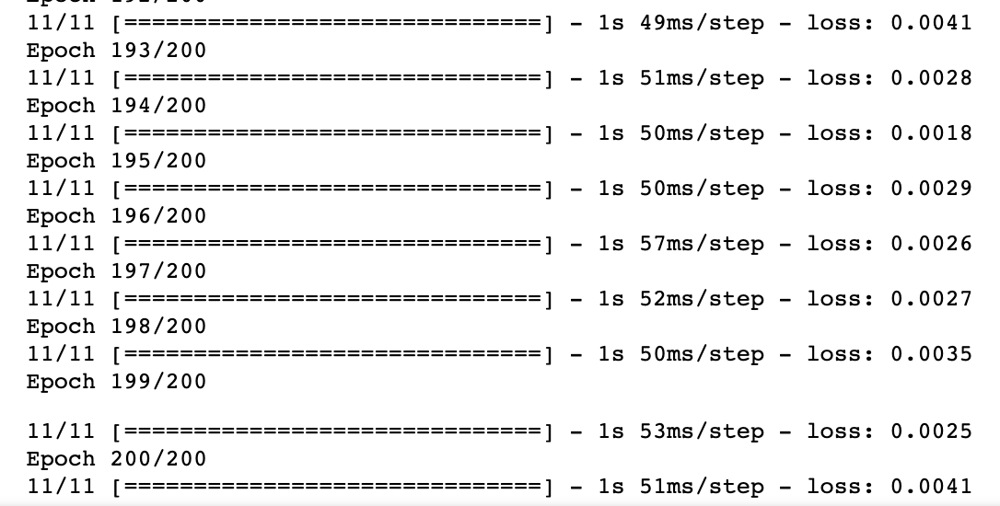 Epoch 192/200
11/11 [==============================] - 1s 49ms/step - loss: 0.0041
Epoch 193/200
11/11 [==============================] - 1s 51ms/step - loss: 0.0028
Epoch 194/200
11/11 [==============================] - 1s 50ms/step - loss: 0.0018
Epoch 195/200
11/11 [==============================] - 1s 50ms/step - loss: 0.0029
Epoch 196/200
11/11 [==============================] - 1s 57ms/step - loss: 0.0026
Epoch 197/200
11/11 [==============================] - 1s 52ms/step - loss: 0.0027
Epoch 198/200
11/11 [==============================] - 1s 50ms/step - loss: 0.0035
Epoch 199/200
11/11 [==============================] - 1s 53ms/step - loss: 0.0025
Epoch 200/200
11/11 [==============================] - 1s 51ms/step - loss: 0.0041